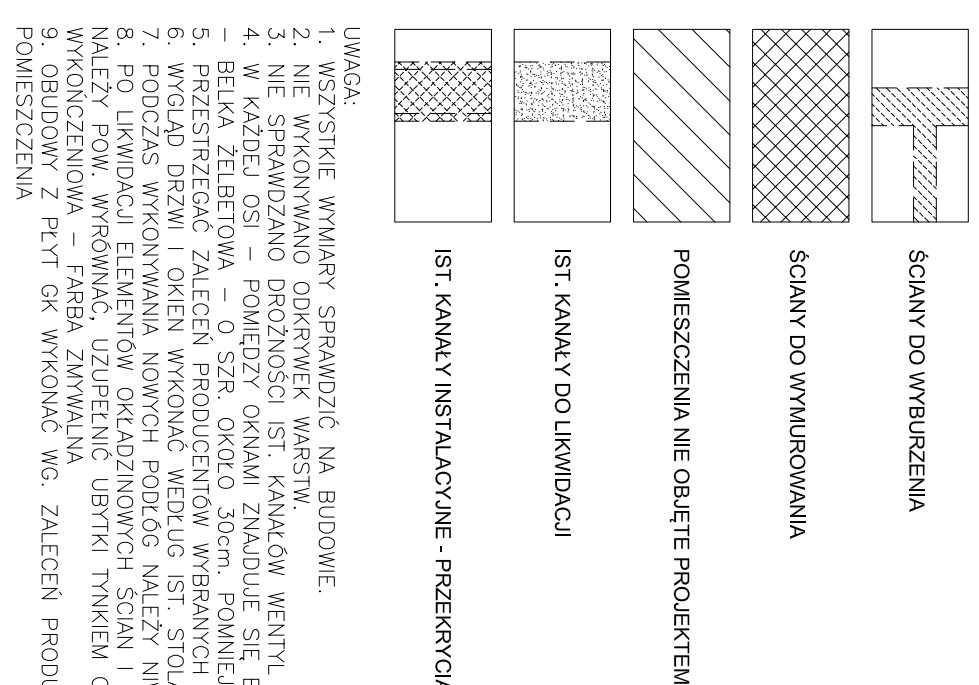 ŚCIANY DO WYBURZENIA
ŚCIANY DO WYMUROWANIA
POMIESZCZENIA NIE OBJĘTE PROJEKTEM
IST. KANAŁY DO LIKWIDACJI
IST. KANAŁY INSTALACYJNE - PRZEKRYCIA
UWAGA:
1. WSZYSTKIE WYMIARY SPRAWDZIĆ NA BUDOWIE.
2. NIE WYKONYWANO ODKRYWEK WARSTW.
3. NIE SPRAWDZANO DROŻNOŚCI IST. KANAŁÓW WENTYL
4. W KAŻDEJ OSI - POMIĘDZY OKNAMI ZNAJDUJE SIĘ
- BELKA ŻELBETOWA - O SZR. OKOŁO 30cm. POMNIEJ
5. PRZESTRZEGAĆ ZALECEŃ PRODUCENTÓW WYBRANYCH
6. WYGLĄD DRZWI I OKIEN WYKONAĆ WEDŁUG IST. STOLA
7. PODCZAS WYKONYWANIA NOWYCH PODŁÓG NALEŻY NIW
8. PO LIKWIDACJI ELEMENTÓW OKŁADZINOWYCH ŚCIAN I
NALEŻY POW. WYRÓWNAĆ, UZUPEŁNIĆ UBYTKI TYNKIEM
WYKOŃCZENIOWA - FARBA ZMYWALNA
9. OBUDOWY Z PŁYT GK WYKONAĆ WG. ZALECEŃ PRODU
POMIESZCZENIA